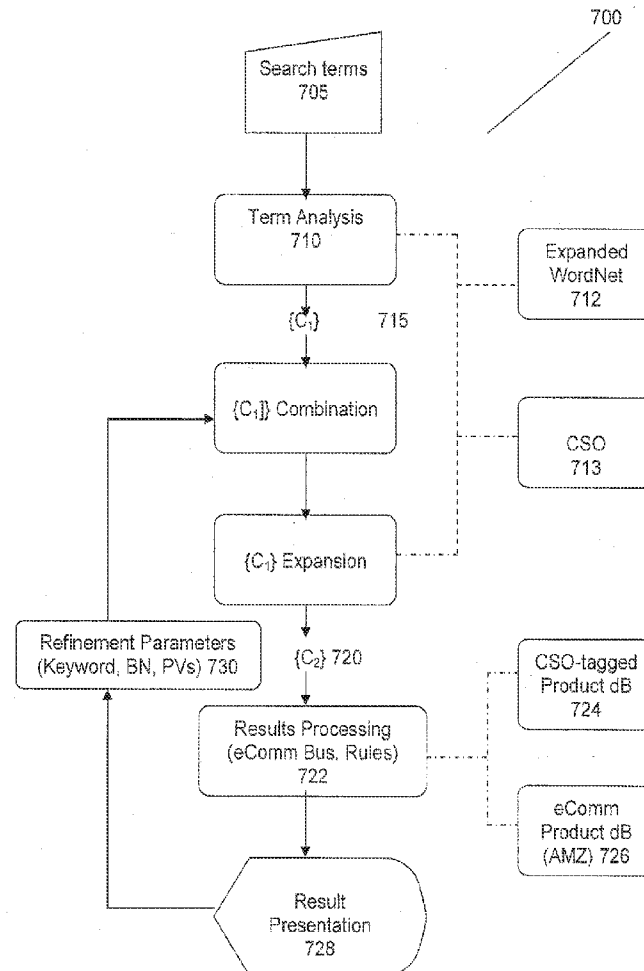 700
Search terms
705
Term Analysis
710
Expanded
WordNet
712
{C₁} 715
{C₁]} Combination
CSO
713
{C₁} Expansion
Refinement Parameters
(Keyword, BN, PVs) 730
{C₂} 720
CSO-tagged
Product dB
724
Results Processing
(eComm Bus. Rules)
722
eComm
Product dB
(AMZ) 726
Result
Presentation
728